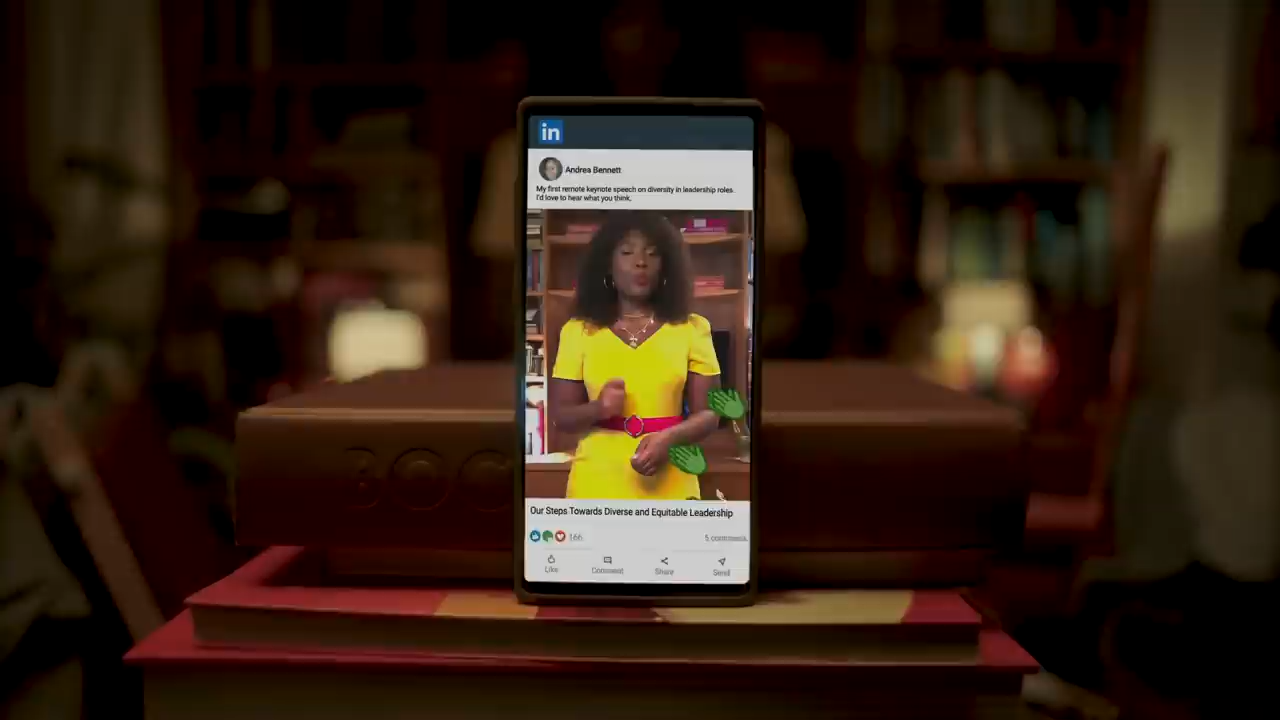 in
Andrea Bennett
My first remote keynote speech on diversity in leadership roles.
I'd love to hear what you think.
BOO
Our Steps Towards Diverse and Equitable Leadership
166
5 comments
Like
Comment
Share
Send